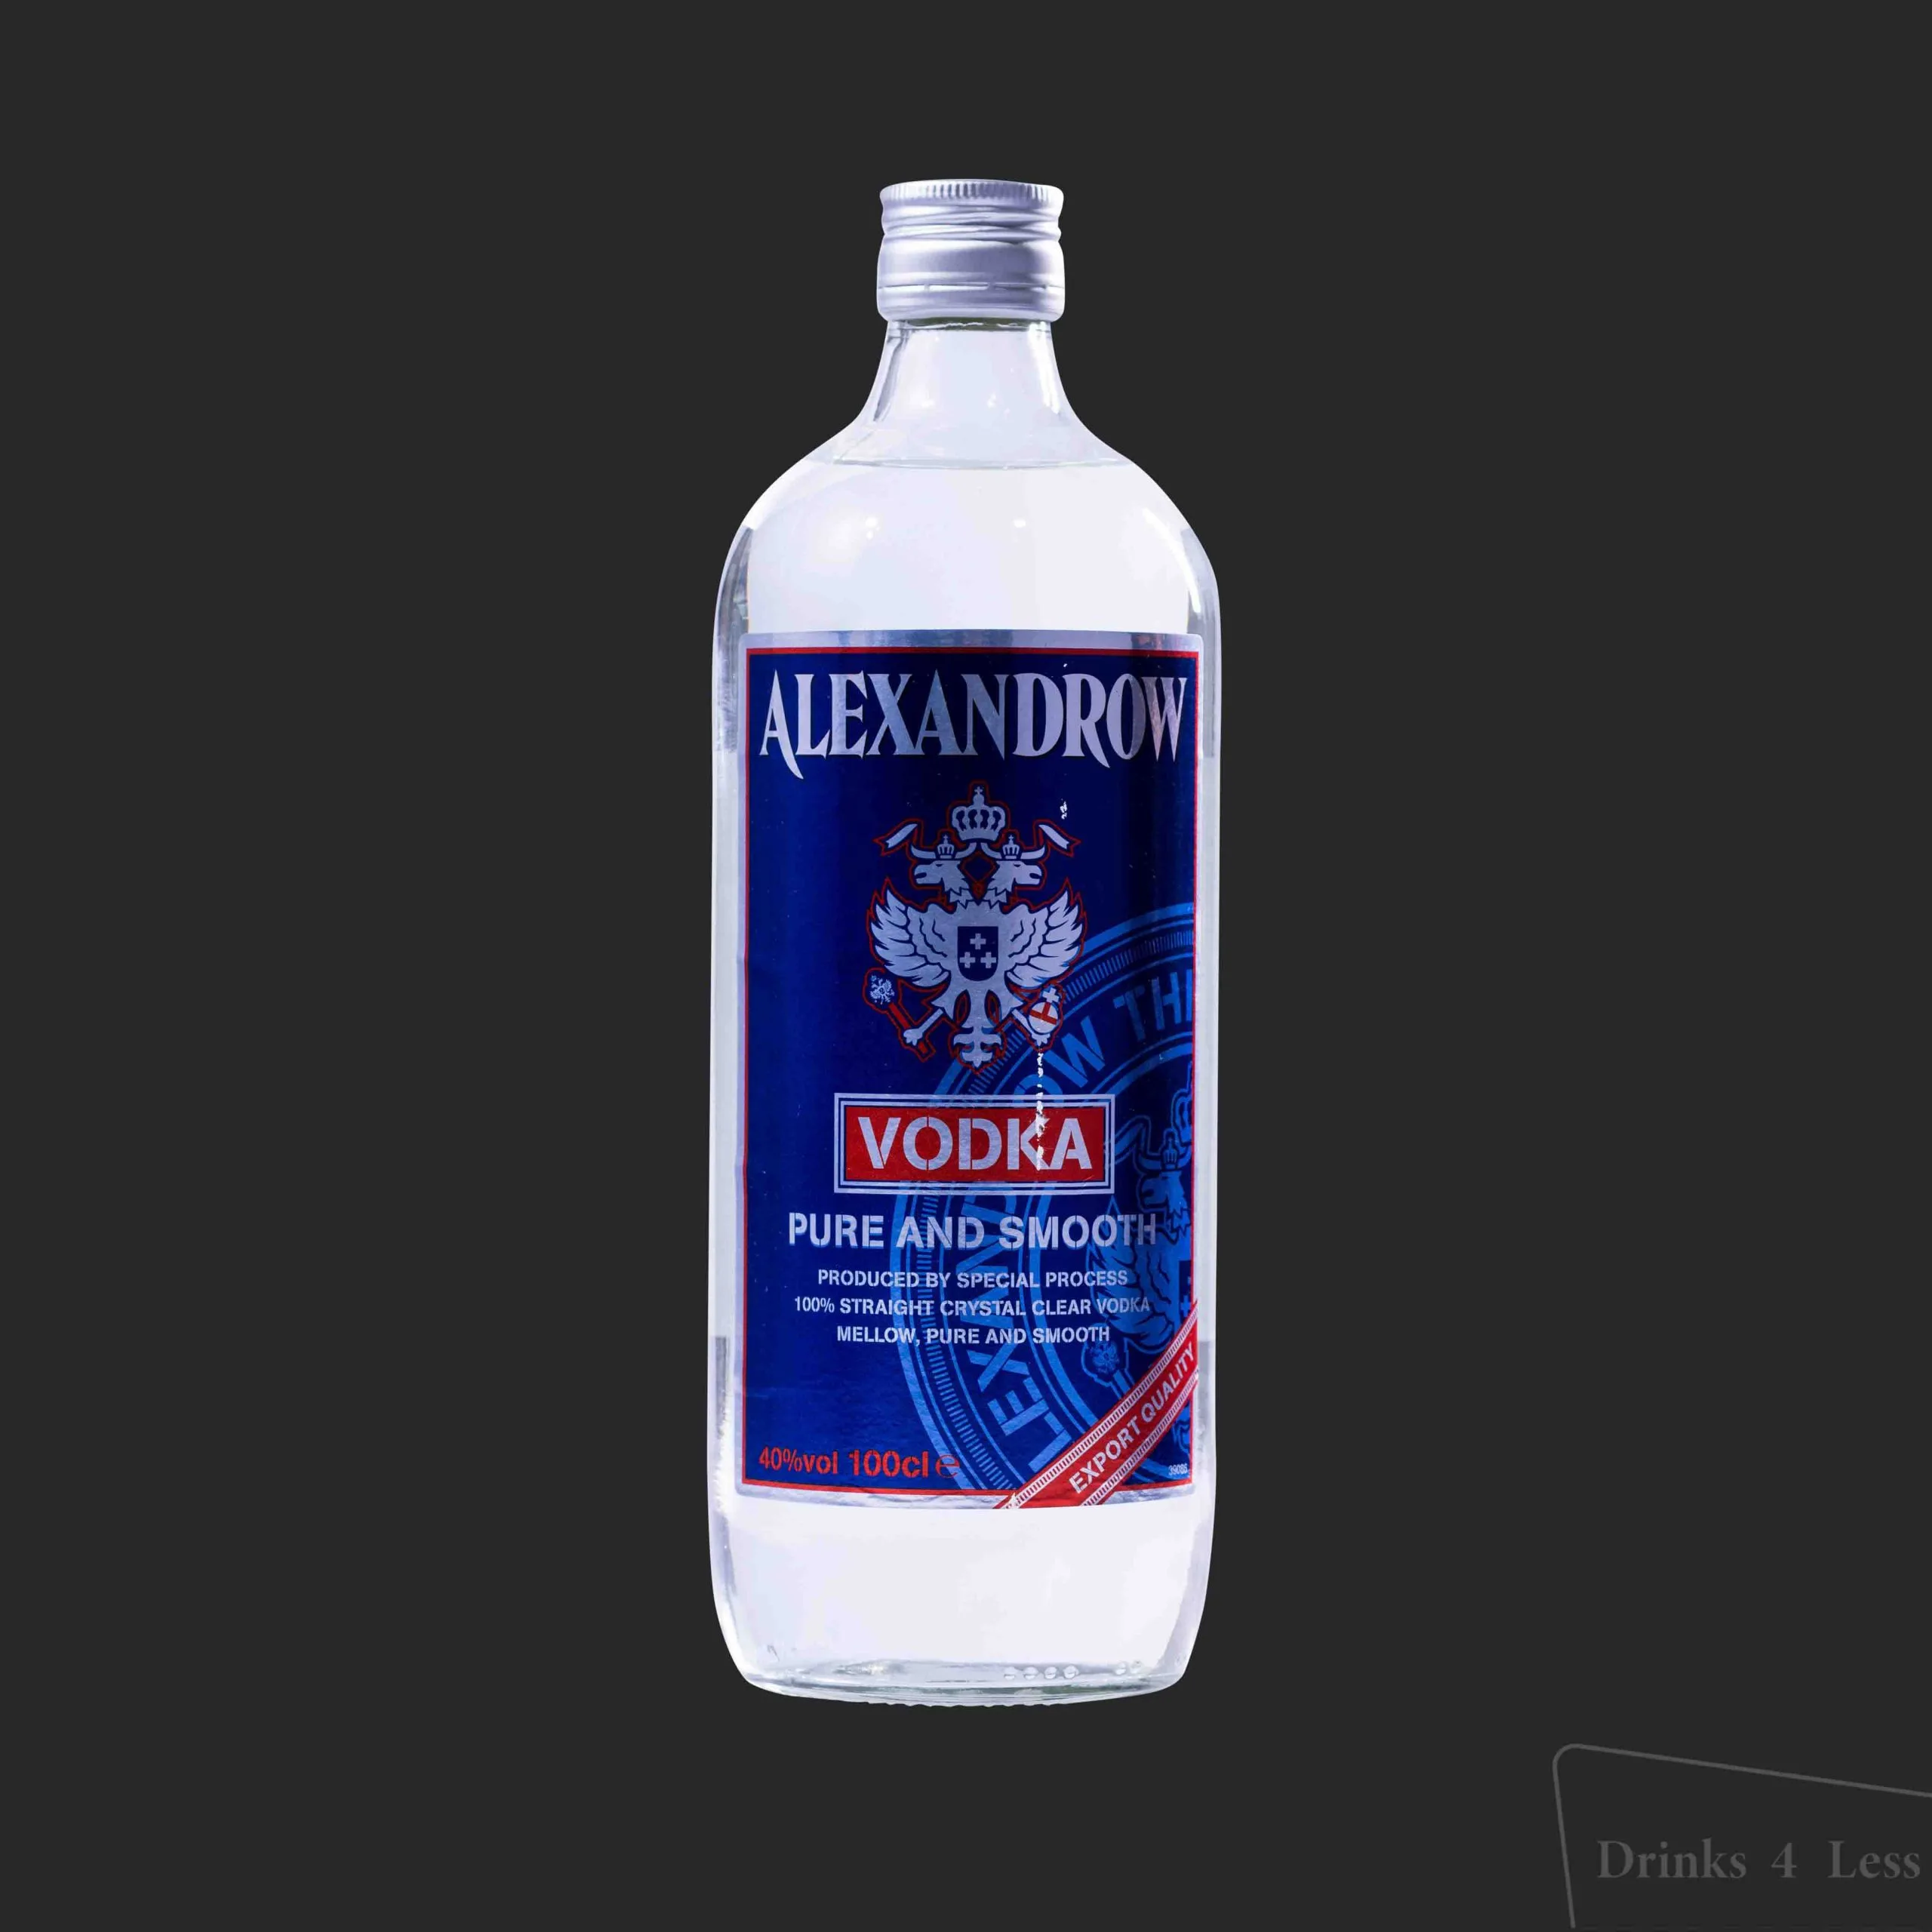 ALEXANDROW
VODKA
PURE AND SMOOTH
PRODUCED BY SPECIAL PROCESS
100% STRAIGHT CRYSTAL CLEAR VODKA
MELLOW, PURE AND SMOOTH
40%vol 100cl e
EXPORT QUALITY
Drinks 4 Less